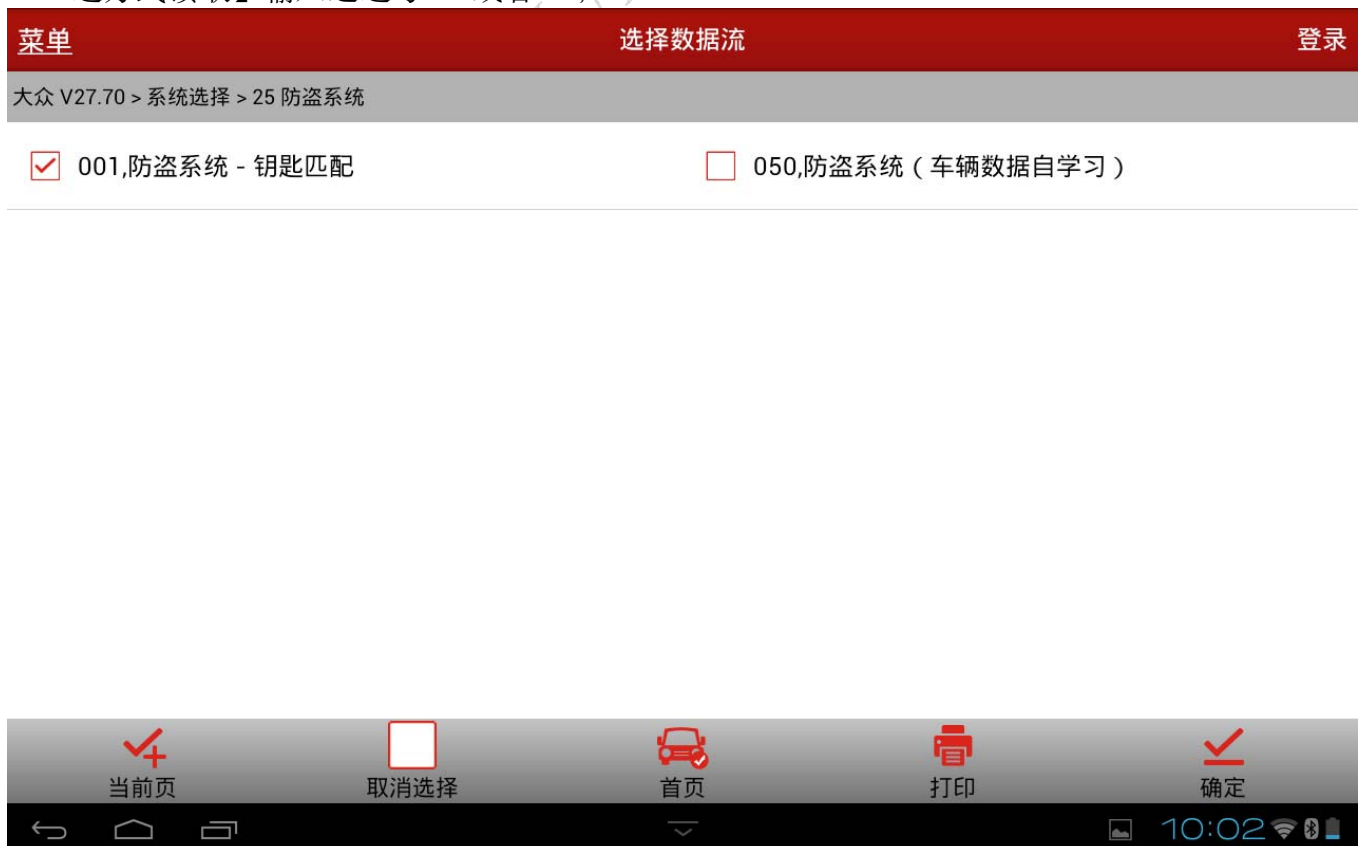 菜单
选择数据流
登录
大众 V27.70 > 系统选择 > 25 防盗系统
001,防盗系统 - 钥匙匹配
050,防盗系统 ( 车辆数据自学习 )
当前页
取消选择
首页
打印
确定
10:02